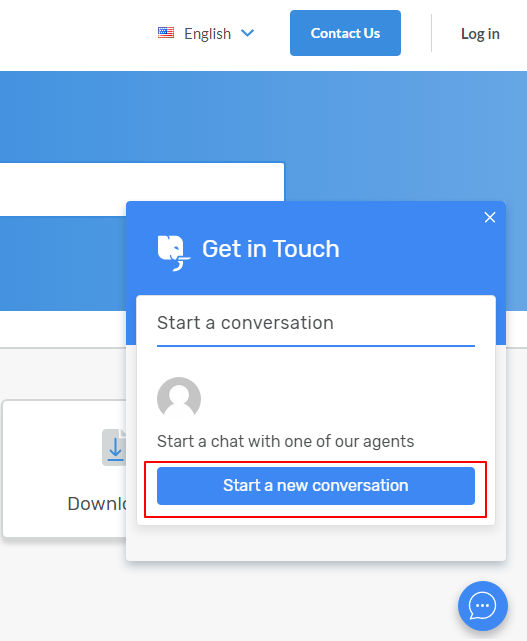 English
Contact Us
Log in
Get in Touch
Start a conversation
Start a chat with one of our agents
Start a new conversation